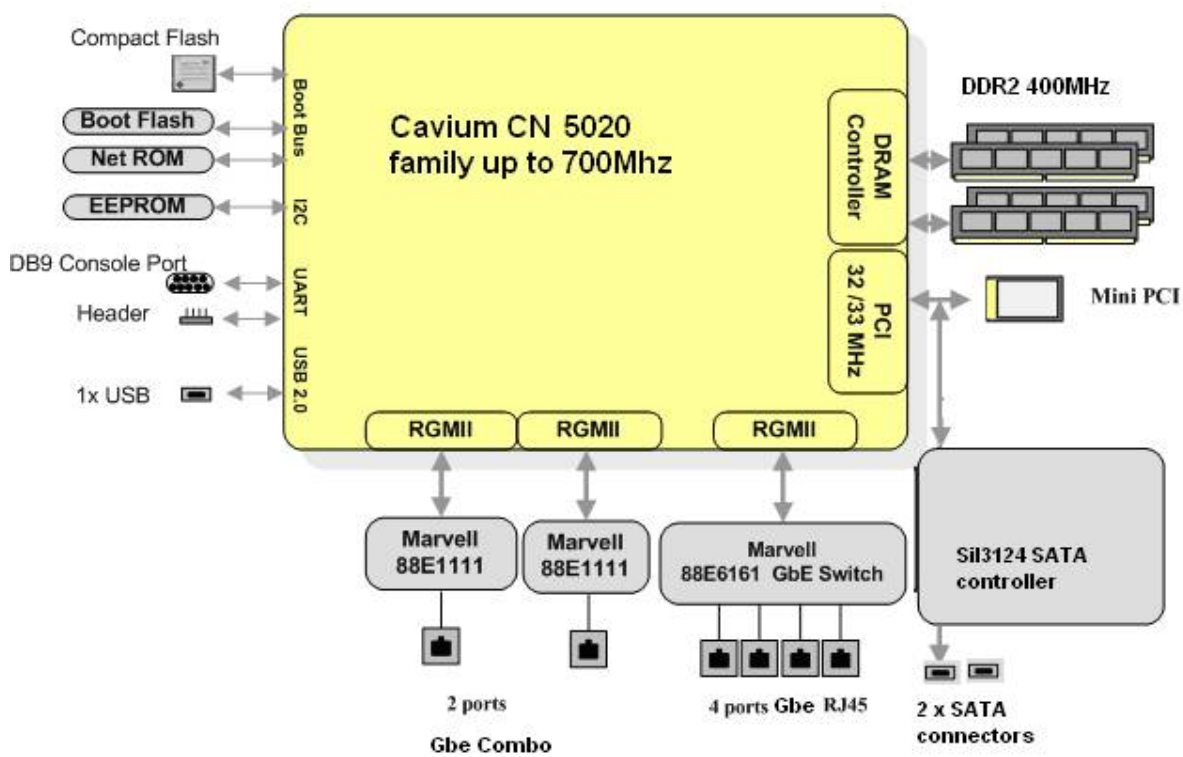 Compact Flash
Boot Flash
Net ROM
EEPROM
DB9 Console Port
Header
1x USB
Boot Bus
I2C
UART
USB 2.0
Cavium CN 5020
family up to 700Mhz
DRAM
Controller
PCI
32 /33 MHz
DDR2 400MHz
Mini PCI
RGMII
RGMII
RGMII
Marvell
88E1111
Marvell
88E1111
Marvell
88E6161 GbE Switch
Sil3124 SATA
controller
2 ports
Gbe Combo
4 ports Gbe RJ45
2 x SATA
connectors